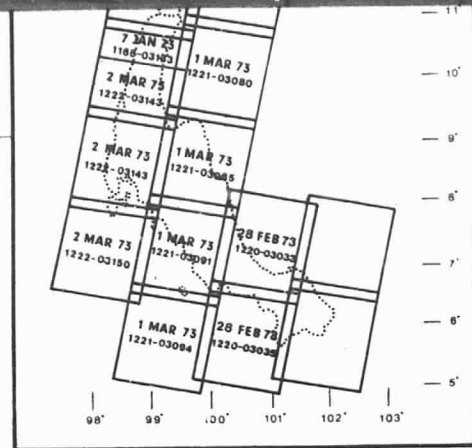 11°
7 JAN 73
1 MAR 73
1221-03080
10°
2 MAR 73
1222-03143
9°
2 MAR 73
1222-03143
1 MAR 73
1221-03085
8°
2 MAR 73
1222-03150
1 MAR 73
1221-03091
28 FEB 73
1220-03033
7°
1 MAR 73
1221-03094
28 FEB 73
1220-03035
6°
5°
98° 99° 100° 101° 102° 103°